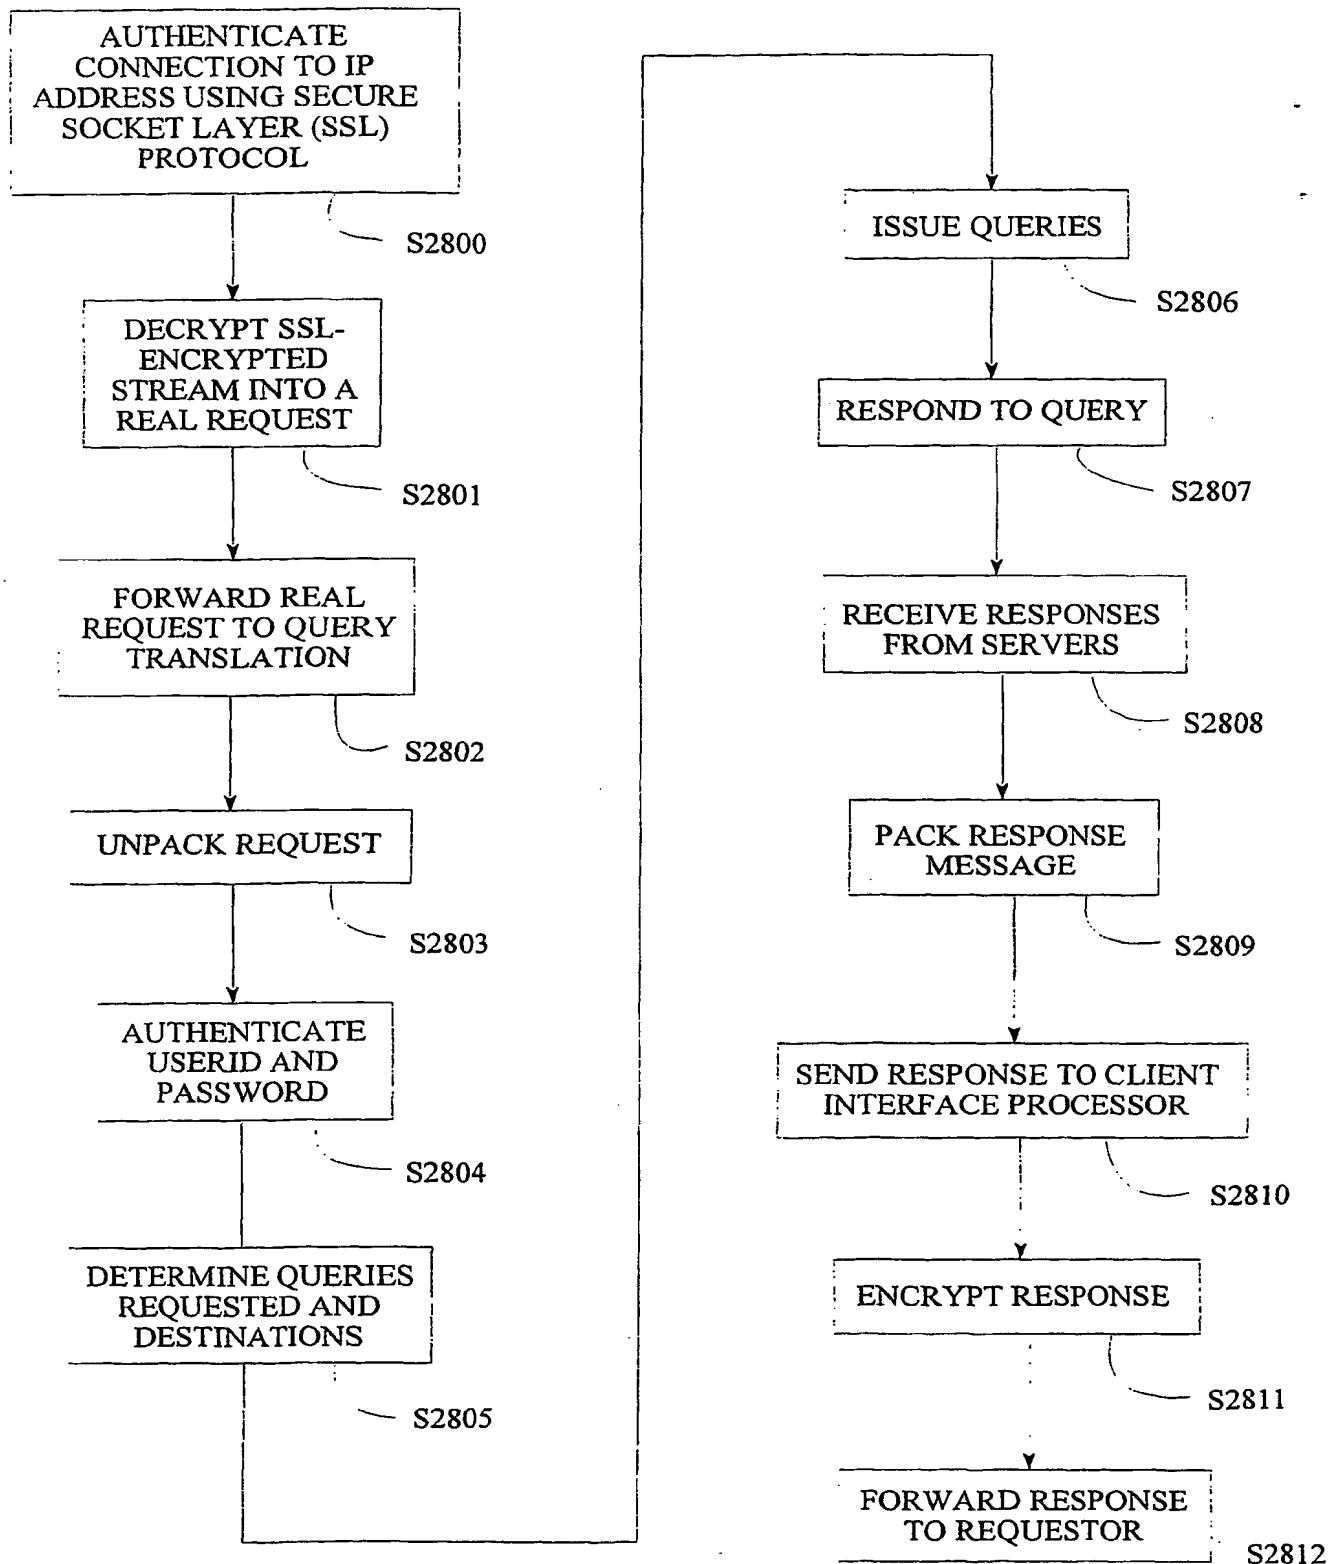 AUTHENTICATE
CONNECTION TO IP
ADDRESS USING SECURE
SOCKET LAYER (SSL)
PROTOCOL
S2800
DECRYPT SSL-
ENCRYPTED
STREAM INTO A
REAL REQUEST
S2801
FORWARD REAL
REQUEST TO QUERY
TRANSLATION
S2802
UNPACK REQUEST
S2803
AUTHENTICATE
USERID AND
PASSWORD
S2804
DETERMINE QUERIES
REQUESTED AND
DESTINATIONS
S2805
ISSUE QUERIES
S2806
RESPOND TO QUERY
S2807
RECEIVE RESPONSES
FROM SERVERS
S2808
PACK RESPONSE
MESSAGE
S2809
SEND RESPONSE TO CLIENT
INTERFACE PROCESSOR
S2810
ENCRYPT RESPONSE
S2811
FORWARD RESPONSE
TO REQUESTOR
S2812